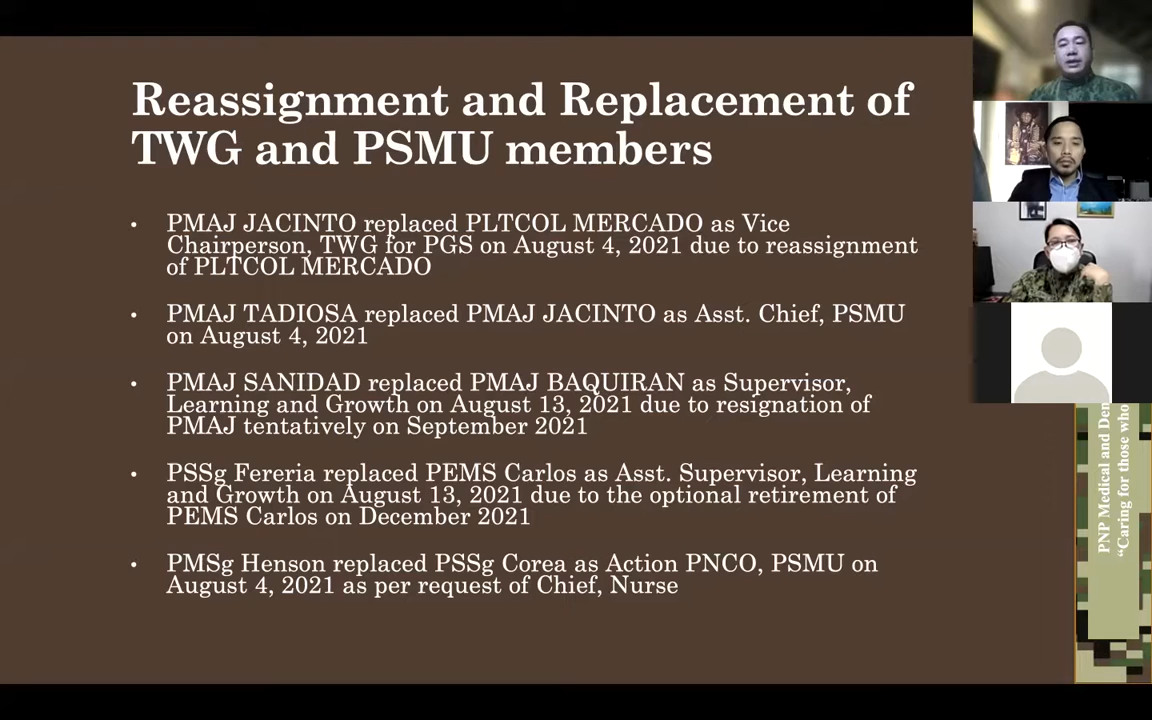 Reassignment and Replacement of
TWG and PSMU members
• PMAJ JACINTO replaced PLTCOL MERCADO as Vice
Chairperson, TWG for PGS on August 4, 2021 due to reassignment
of PLTCOL MERCADO
• PMAJ TADIOSA replaced PMAJ JACINTO as Asst. Chief, PSMU
on August 4, 2021
• PMAJ SANIDAD replaced PMAJ BAQUIRAN as Supervisor,
Learning and Growth on August 13, 2021 due to resignation of
PMAJ tentatively on September 2021
• PSSg Fereria replaced PEMS Carlos as Asst. Supervisor, Learning
and Growth on August 13, 2021 due to the optional retirement of
PEMS Carlos on December 2021
• PMSg Henson replaced PSSg Corea as Action PNCO, PSMU on
August 4, 2021 as per request of Chief, Nurse
PNP Medical and Den
“Caring for those who